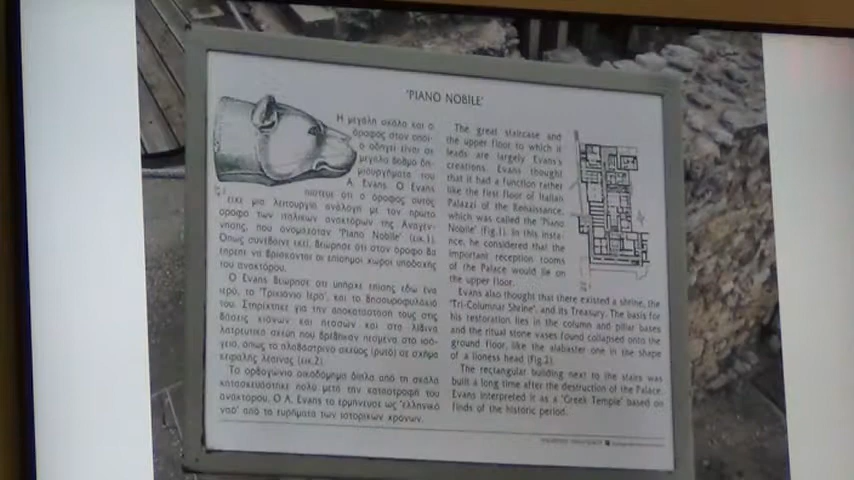 'PIANO NOBILE'
Η μεγάλη σκάλα και ο
όροφος στον οποί-
ο οδηγεί είναι σε
μεγάλο βαθμό δη-
μιουργήματα του
A. Evans. Ο Evans
πίστευε ότι ο όροφος αυτός
είχε μια λειτουργία ανάλογη με τον πρώτο
όροφο των ιταλικών ανακτόρων της Αναγέν-
νησης, που ονομαζόταν 'Piano Nobile' (εικ.1).
Όπως συνέβαινε εκεί, θεώρησε ότι στον όροφο θα
έπρεπε να βρίσκονται οι επίσημοι χώροι υποδοχής
του ανακτόρου.
Ο Evans θεώρησε ότι υπήρχε επίσης εδώ ένα
ιερό, το 'Τρικιόνιο Ιερό', και το θησαυροφυλάκιό
του. Στηρίχτηκε για την αποκατάστασή τους στις
βάσεις κιόνων και πεσσών και στα λίθινα
λατρευτικά σκεύη που βρέθηκαν πεσμένα στο ισό-
γειο, όπως το αλαβάστρινο σκεύος (ρυτό) σε σχήμα
κεφαλής λέαινας (εικ.2).
Το ορθογώνιο οικοδόμημα δίπλα από τη σκάλα
κατασκευάστηκε πολύ μετά την καταστροφή του
ανακτόρου. Ο A. Evans το ερμήνευσε ως 'ελληνικό
ναό' από τα ευρήματα των ιστορικών χρόνων.
The great staircase and
the upper floor to which it
leads are largely Evans's
creations. Evans thought
that it had a function rather
like the first floor of Italian
Palazzi of the Renaissance,
which was called the 'Piano
Nobile' (fig.1). In this insta-
nce, he considered that the
important reception rooms
of the Palace would lie on
the upper floor.
Evans also thought that there existed a shrine, the
'Tri-Columnar Shrine', and its Treasury. The basis for
his restoration lies in the column and pillar bases
and the ritual stone vases found collapsed onto the
ground floor, like the alabaster one in the shape
of a lioness head (fig.2).
The rectangular building next to the stairs was
built a long time after the destruction of the Palace.
Evans interpreted it as a 'Greek Temple' based on
finds of the historic period.